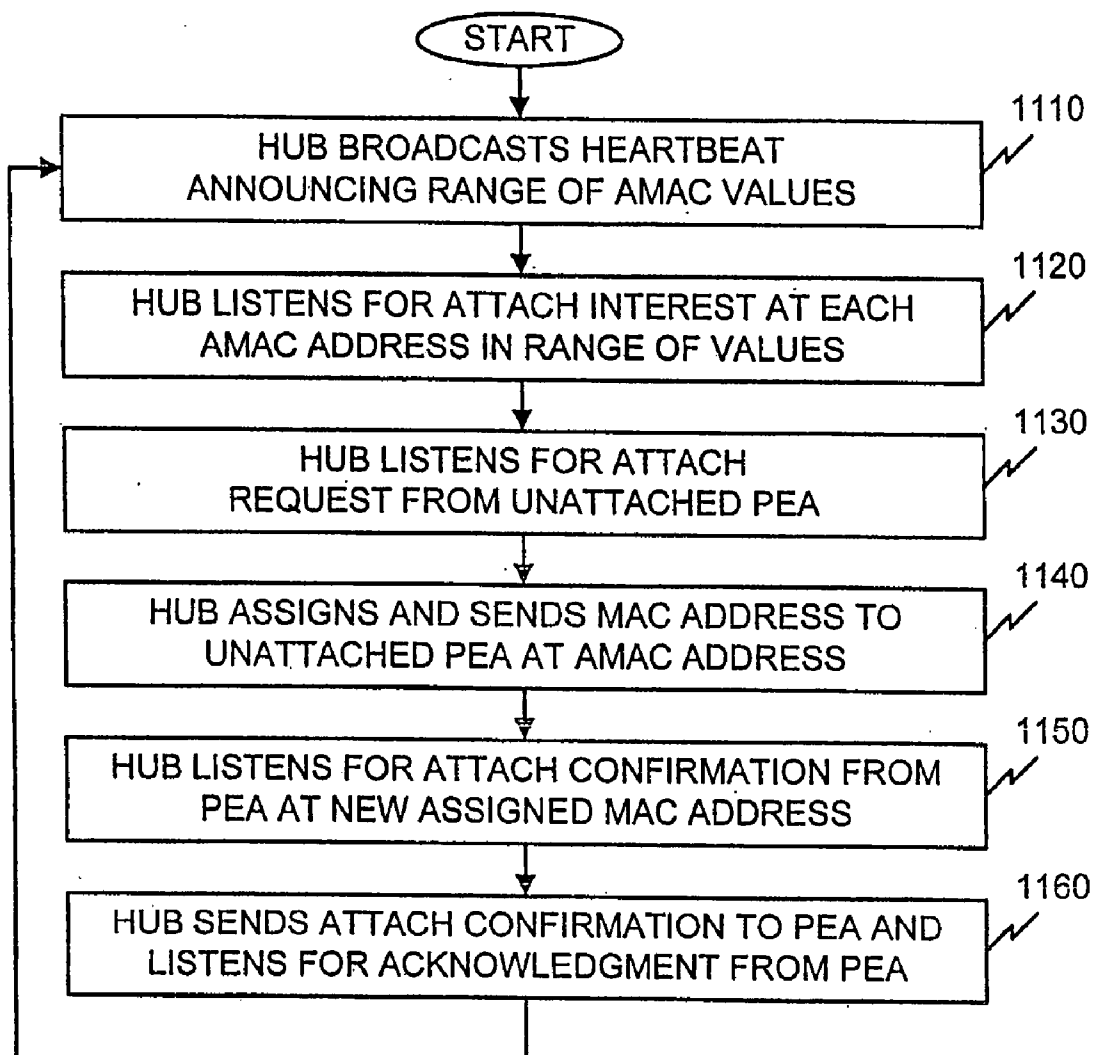 START
1110
HUB BROADCASTS HEARTBEAT
ANNOUNCING RANGE OF AMAC VALUES
1120
HUB LISTENS FOR ATTACH INTEREST AT EACH
AMAC ADDRESS IN RANGE OF VALUES
1130
HUB LISTENS FOR ATTACH
REQUEST FROM UNATTACHED PEA
1140
HUB ASSIGNS AND SENDS MAC ADDRESS TO
UNATTACHED PEA AT AMAC ADDRESS
1150
HUB LISTENS FOR ATTACH CONFIRMATION FROM
PEA AT NEW ASSIGNED MAC ADDRESS
1160
HUB SENDS ATTACH CONFIRMATION TO PEA AND
LISTENS FOR ACKNOWLEDGMENT FROM PEA